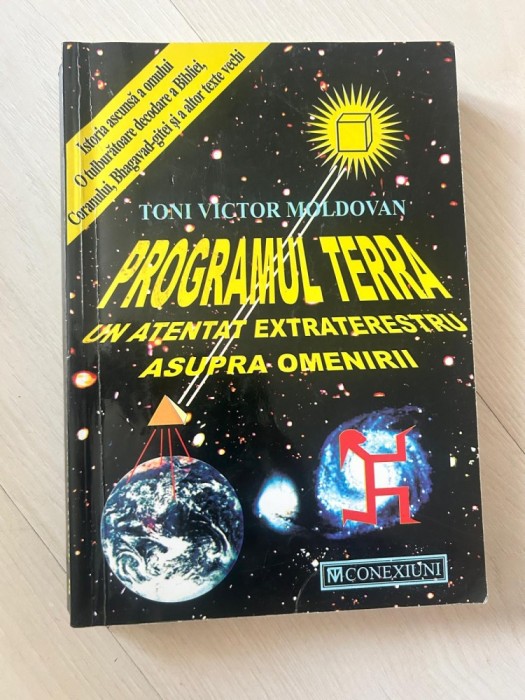 Istoria ascunsă a omului
O tulburătoare decodare a Bibliei,
Coranului, Bhagavad-gitei și a altor texte vechi
TONI VICTOR MOLDOVAN
PROGRAMUL TERRA
UN ATENTAT EXTRATERESTRU
ASUPRA OMENIRII
CONEXIUNI